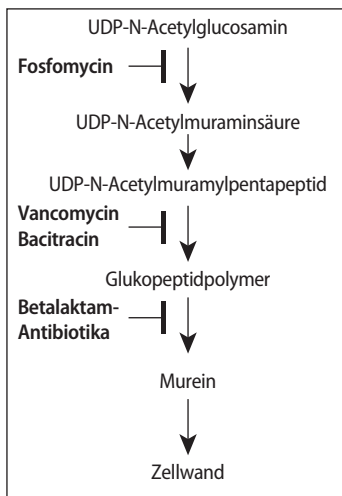 UDP-N-Acetylglucosamin
Fosfomycin
UDP-N-Acetylmuraminsäure
UDP-N-Acetylmuramylpentapeptid
Vancomycin
Bacitracin
Glukopeptidpolymer
Betalaktam-
Antibiotika
Murein
Zellwand